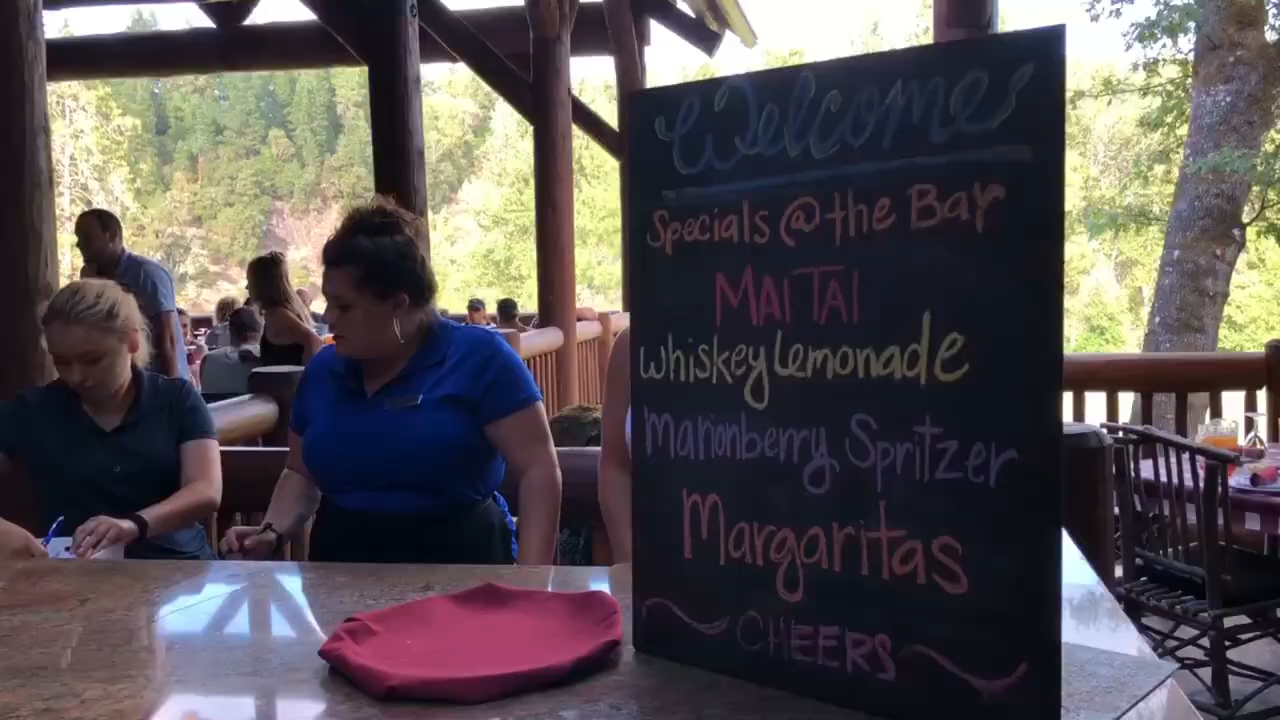 Welcome
Specials @ the Bar
MAI TAI
Whiskey Lemonade
Marionberry Spritzer
Margaritas
CHEERS